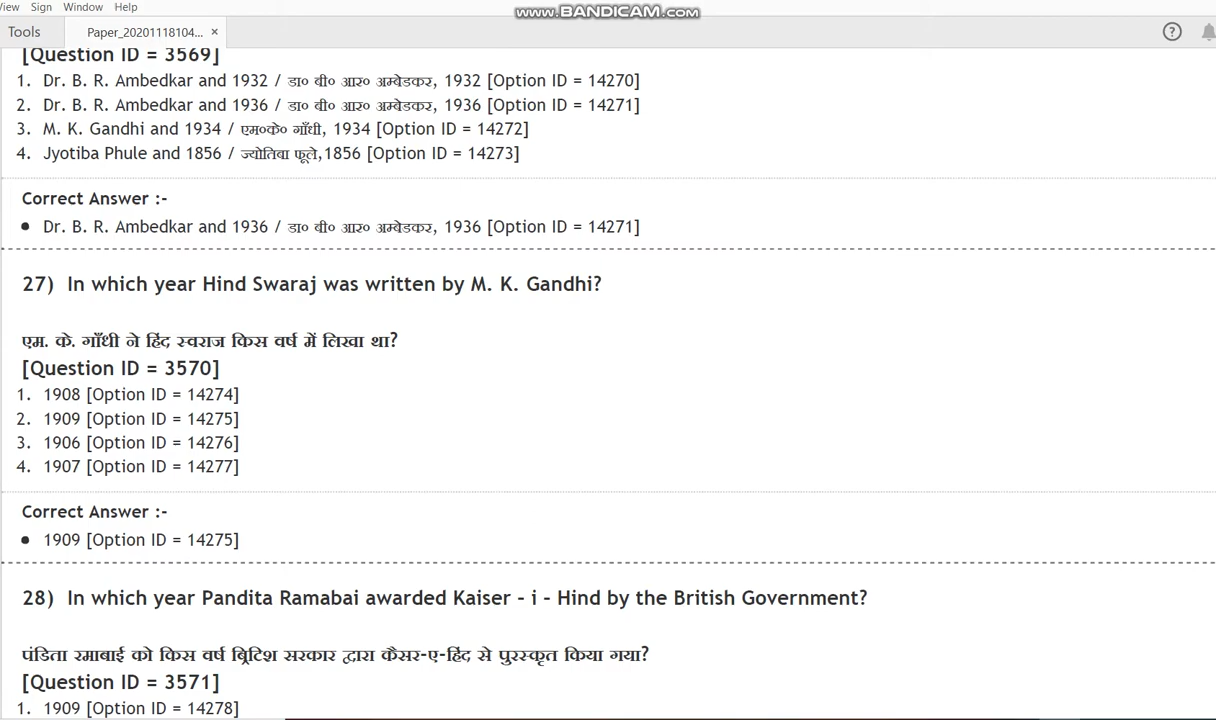 View Sign Window Help
www.BANDICAM.com
Tools Paper_20201118104... ×
[Question ID = 3569]
1. Dr. B. R. Ambedkar and 1932 / डा० बी० आर० अम्बेडकर, 1932 [Option ID = 14270]
2. Dr. B. R. Ambedkar and 1936 / डा० बी० आर० अम्बेडकर, 1936 [Option ID = 14271]
3. M. K. Gandhi and 1934 / एम०के० गाँधी, 1934 [Option ID = 14272]
4. Jyotiba Phule and 1856 / ज्योतिबा फूले,1856 [Option ID = 14273]
Correct Answer :-
• Dr. B. R. Ambedkar and 1936 / डा० बी० आर० अम्बेडकर, 1936 [Option ID = 14271]
27) In which year Hind Swaraj was written by M. K. Gandhi?
एम. के. गाँधी ने हिंद स्वराज किस वर्ष में लिखा था?
[Question ID = 3570]
1. 1908 [Option ID = 14274]
2. 1909 [Option ID = 14275]
3. 1906 [Option ID = 14276]
4. 1907 [Option ID = 14277]
Correct Answer :-
• 1909 [Option ID = 14275]
28) In which year Pandita Ramabai awarded Kaiser - i - Hind by the British Government?
पंडिता रमाबाई को किस वर्ष ब्रिटिश सरकार द्वारा कैसर-ए-हिंद से पुरस्कृत किया गया?
[Question ID = 3571]
1. 1909 [Option ID = 14278]